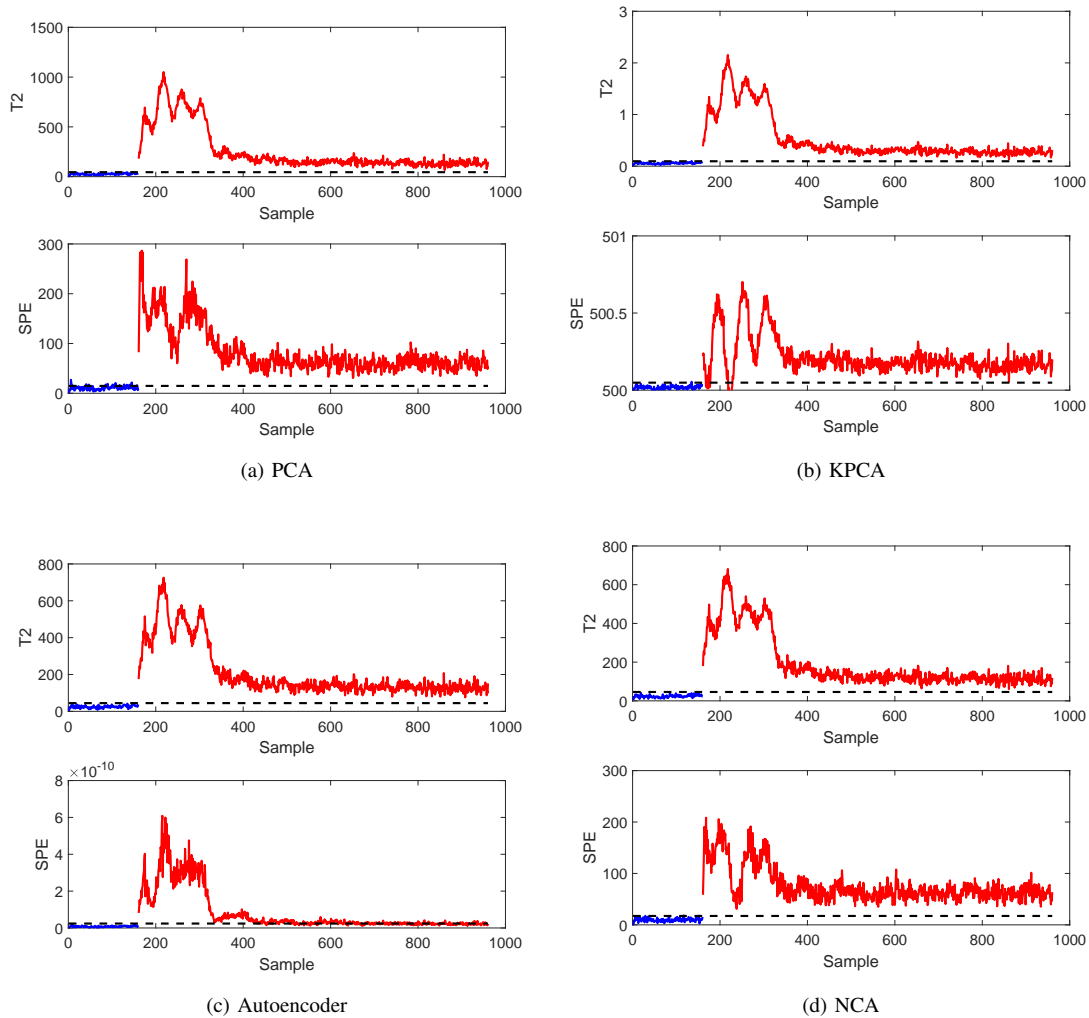 1500
1000
500
0
T2
0 200 400 600 800 1000
Sample
300
200
100
0
SPE
0 200 400 600 800 1000
Sample
(a) PCA
3
2
1
0
T2
0 200 400 600 800 1000
Sample
501
500.5
500
SPE
0 200 400 600 800 1000
Sample
(b) KPCA
800
600
400
200
0
T2
0 200 400 600 800 1000
Sample
×10⁻¹⁰
8
6
4
2
0
SPE
0 200 400 600 800 1000
Sample
(c) Autoencoder
800
600
400
200
0
T2
0 200 400 600 800 1000
Sample
300
200
100
0
SPE
0 200 400 600 800 1000
Sample
(d) NCA